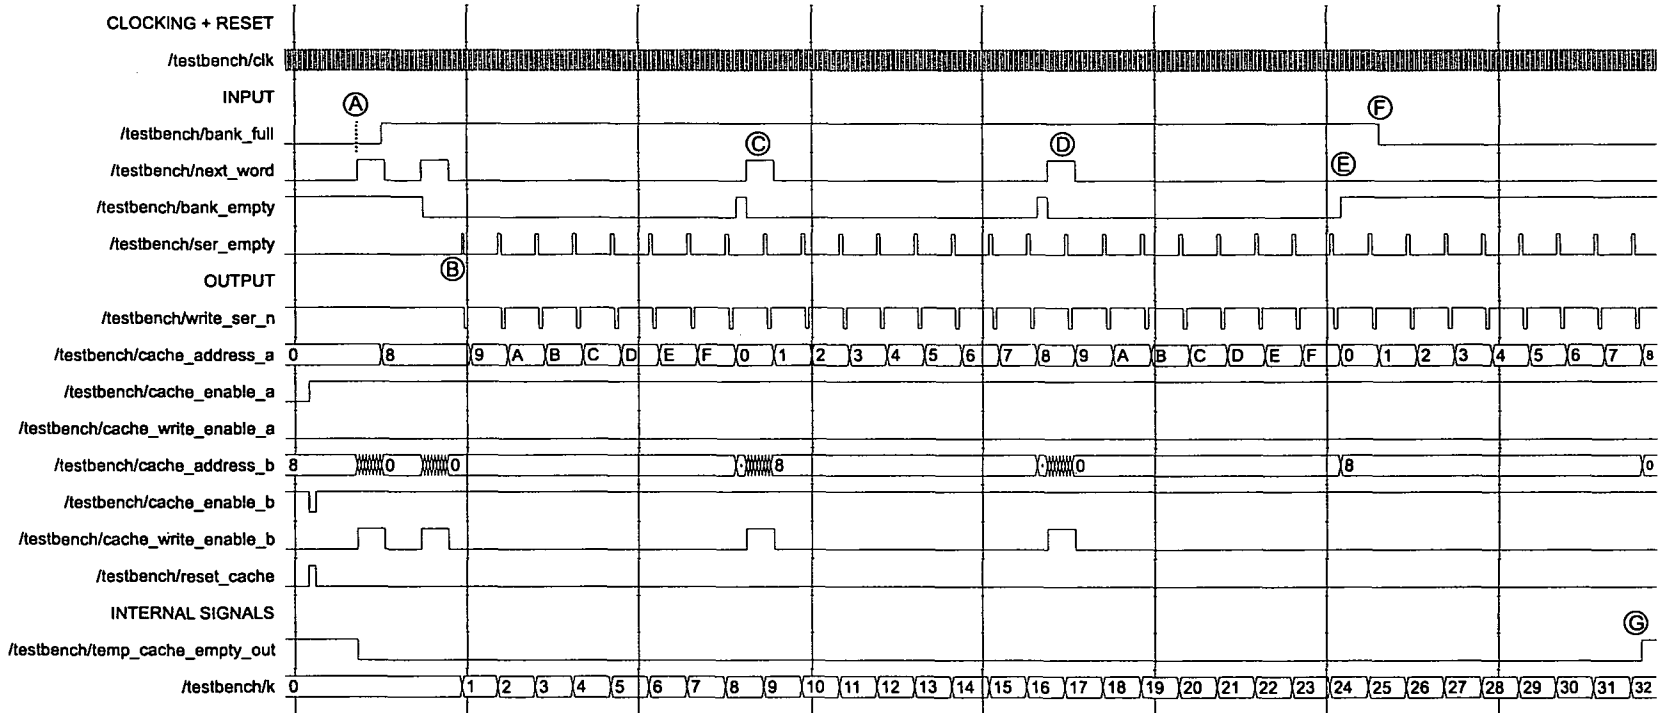 CLOCKING + RESET
/testbench/clk
INPUT
A
F
/testbench/bank_full
C
D
E
/testbench/next_word
/testbench/bank_empty
/testbench/ser_empty
B
OUTPUT
/testbench/write_ser_n
/testbench/cache_address_a 0 8 9 A B C D E F 0 1 2 3 4 5 6 7 8 9 A B C D E F 0 1 2 3 4 5 6 7 8
/testbench/cache_enable_a
/testbench/cache_write_enable_a
/testbench/cache_address_b 8 0 0 8 0 8 0
/testbench/cache_enable_b
/testbench/cache_write_enable_b
/testbench/reset_cache
INTERNAL SIGNALS
G
/testbench/temp_cache_empty_out
/testbench/k 0 1 2 3 4 5 6 7 8 9 10 11 12 13 14 15 16 17 18 19 20 21 22 23 24 25 26 27 28 29 30 31 32